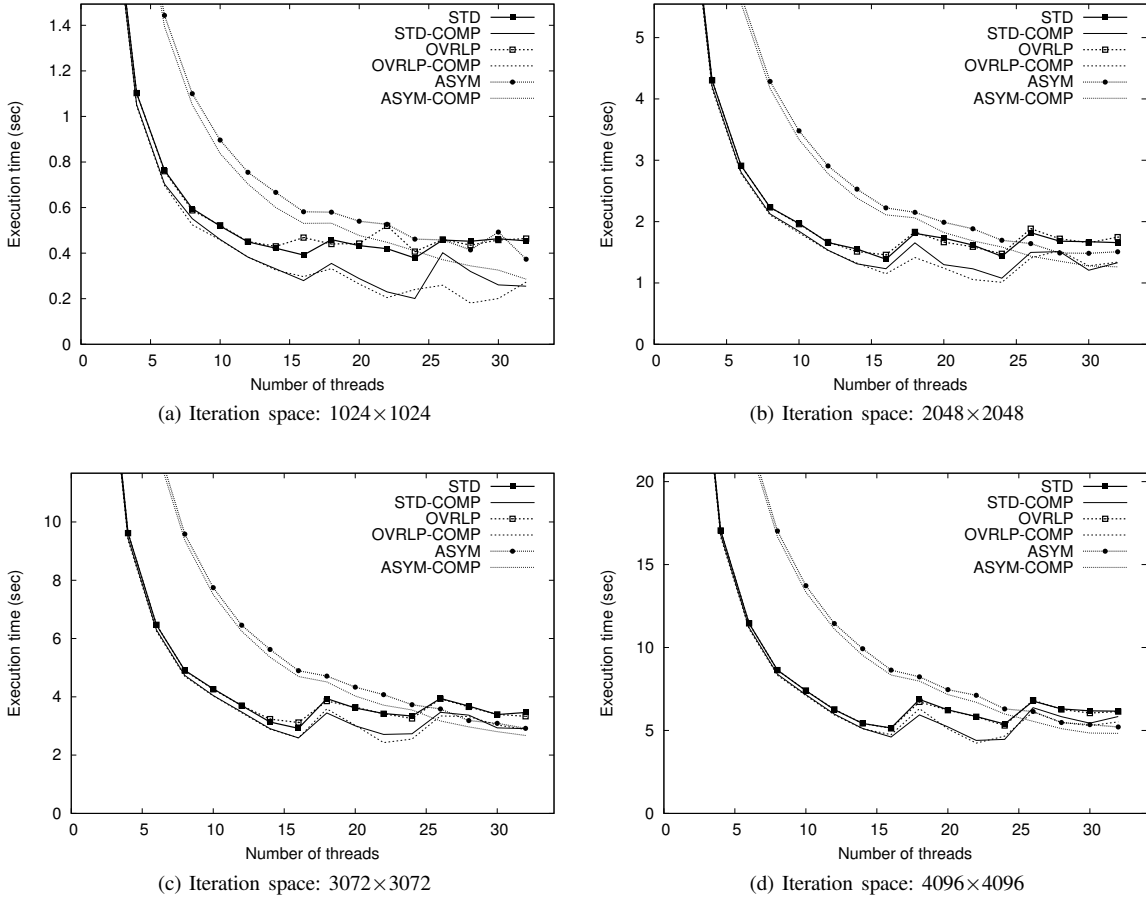 1.4
1.2
1
0.8
0.6
0.4
0.2
0
Execution time (sec)
STD
STD-COMP
OVRLP
OVRLP-COMP
ASYM
ASYM-COMP
0 5 10 15 20 25 30
Number of threads
(a) Iteration space: 1024×1024
5
4
3
2
1
0
Execution time (sec)
STD
STD-COMP
OVRLP
OVRLP-COMP
ASYM
ASYM-COMP
0 5 10 15 20 25 30
Number of threads
(b) Iteration space: 2048×2048
10
8
6
4
2
0
Execution time (sec)
STD
STD-COMP
OVRLP
OVRLP-COMP
ASYM
ASYM-COMP
0 5 10 15 20 25 30
Number of threads
(c) Iteration space: 3072×3072
20
15
10
5
0
Execution time (sec)
STD
STD-COMP
OVRLP
OVRLP-COMP
ASYM
ASYM-COMP
0 5 10 15 20 25 30
Number of threads
(d) Iteration space: 4096×4096